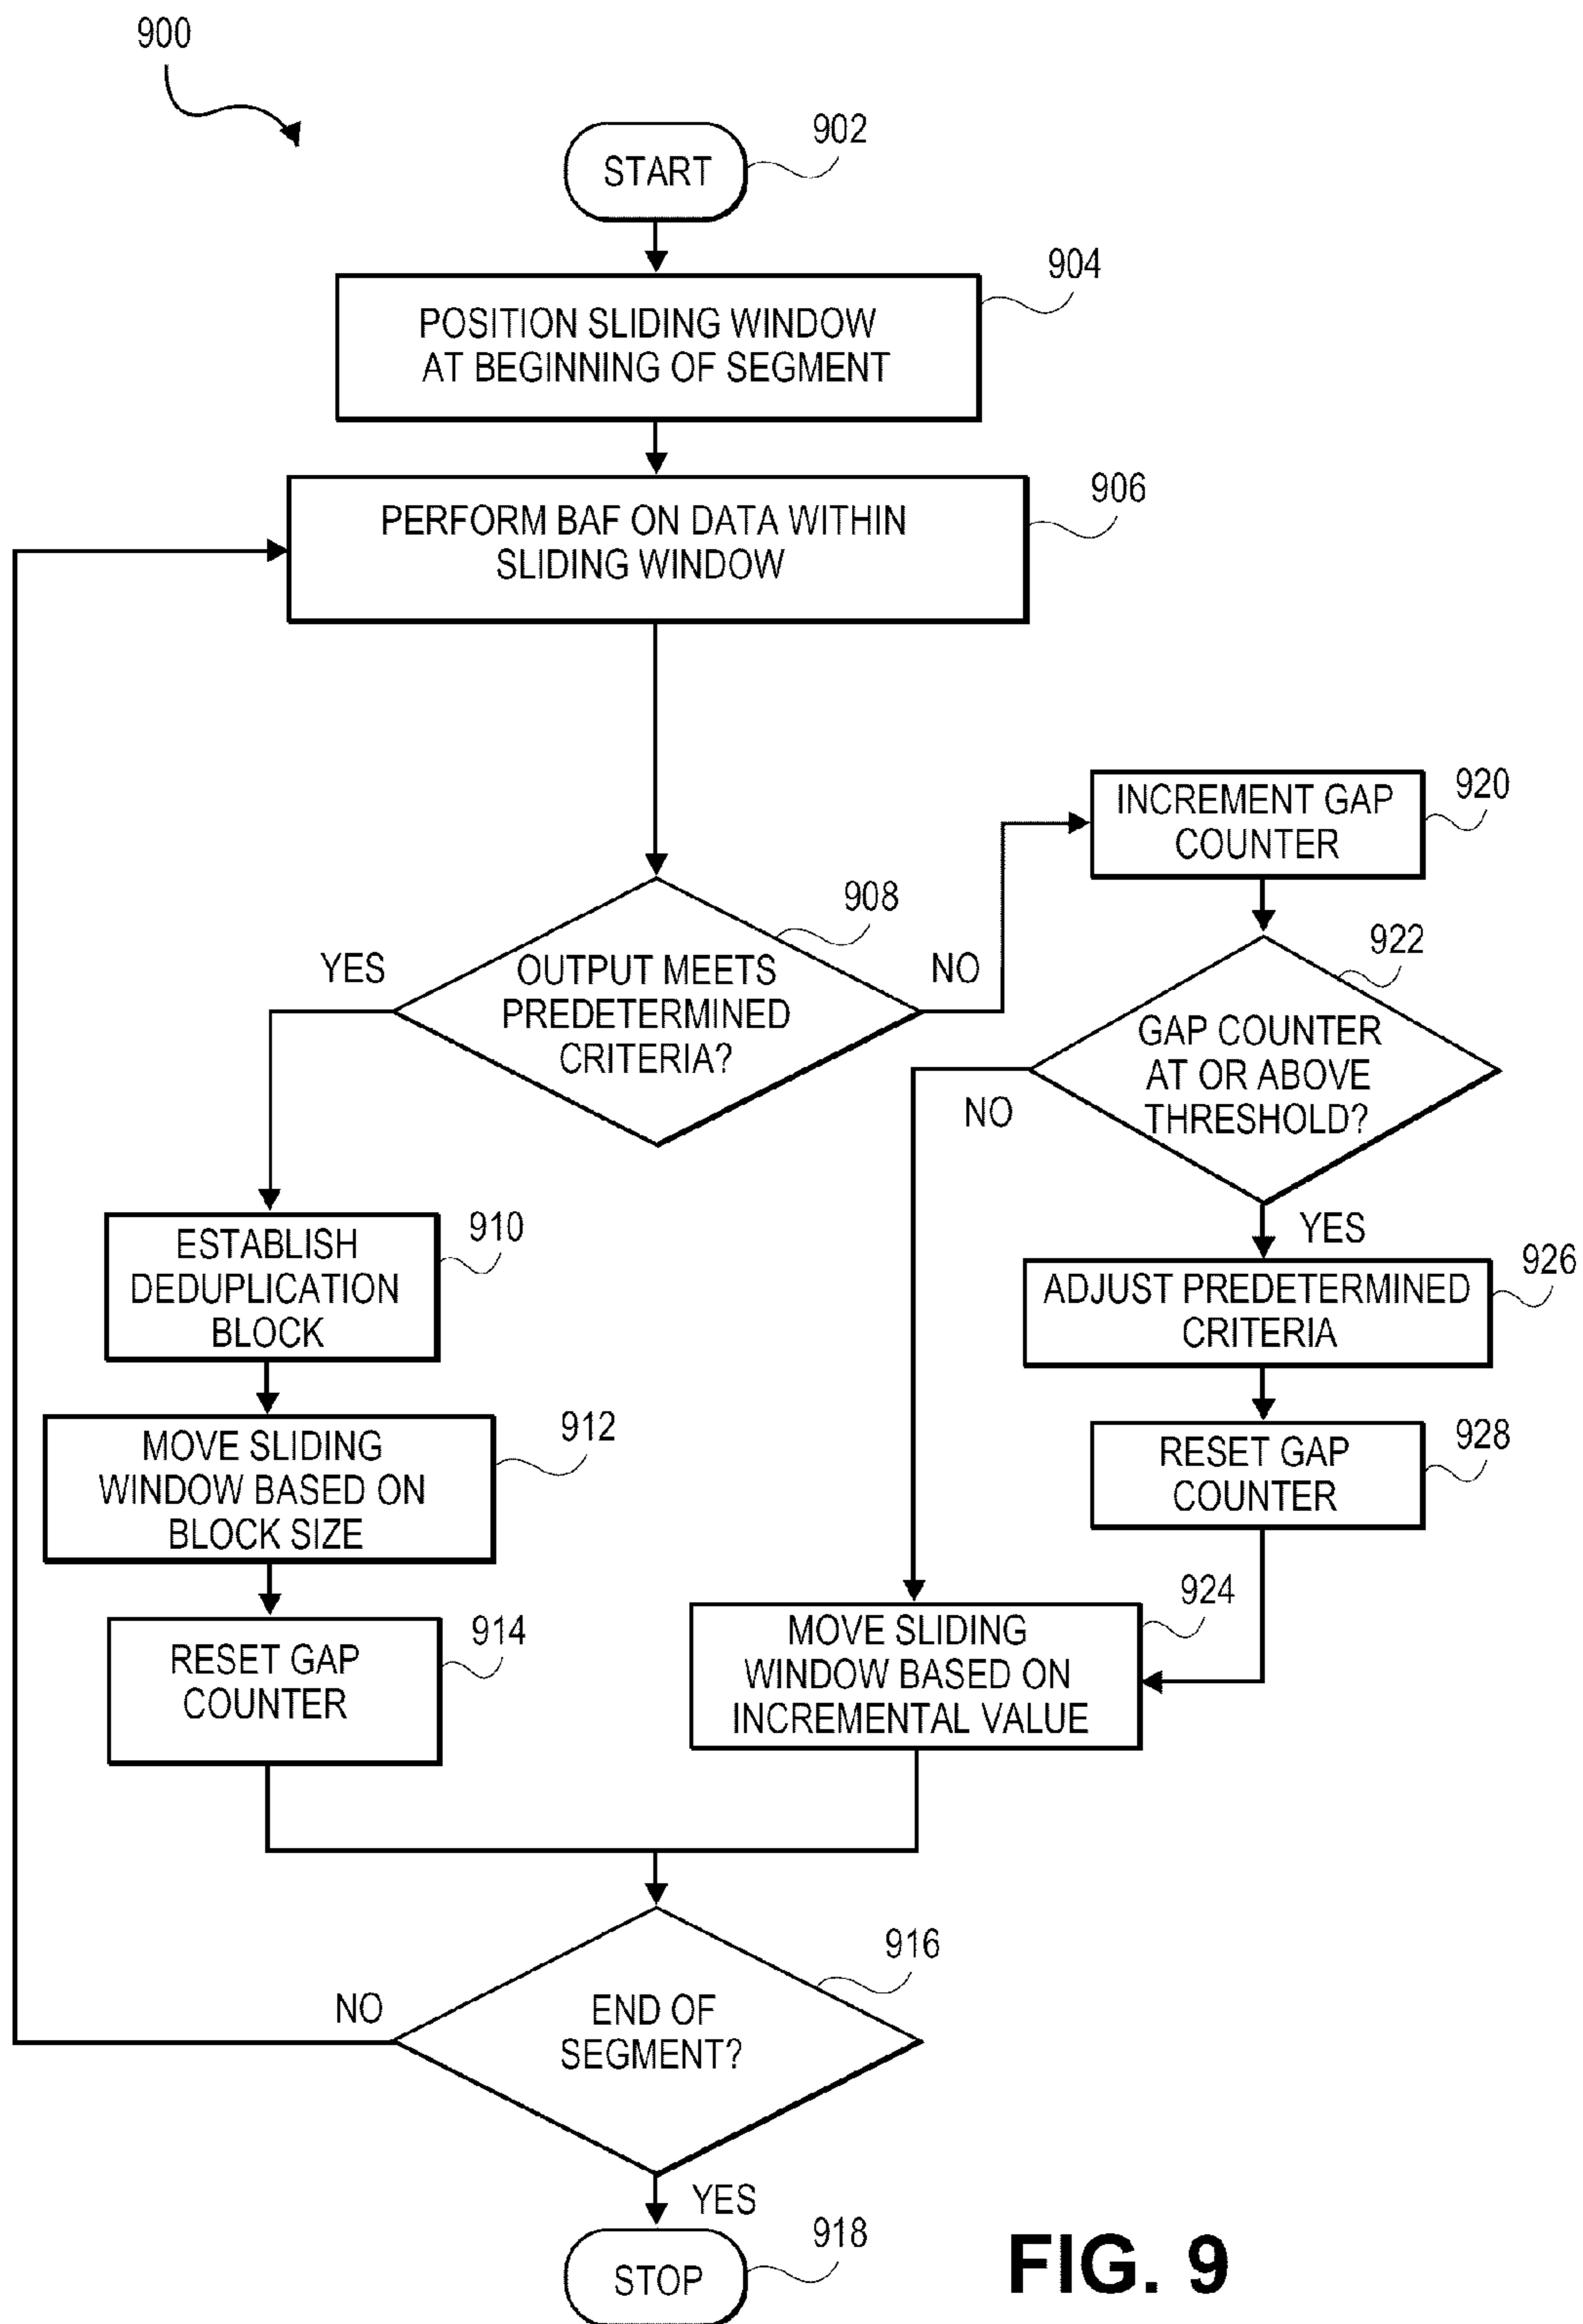 900
902
START
904
POSITION SLIDING WINDOW
AT BEGINNING OF SEGMENT
906
PERFORM BAF ON DATA WITHIN
SLIDING WINDOW
920
INCREMENT GAP
COUNTER
908
OUTPUT MEETS
PREDETERMINED
CRITERIA?
YES
NO
922
GAP COUNTER
AT OR ABOVE
THRESHOLD?
NO
YES
910
ESTABLISH
DEDUPLICATION
BLOCK
926
ADJUST PREDETERMINED
CRITERIA
912
MOVE SLIDING
WINDOW BASED ON
BLOCK SIZE
928
RESET GAP
COUNTER
914
RESET GAP
COUNTER
924
MOVE SLIDING
WINDOW BASED ON
INCREMENTAL VALUE
916
END OF
SEGMENT?
NO
YES
918
STOP
FIG. 9